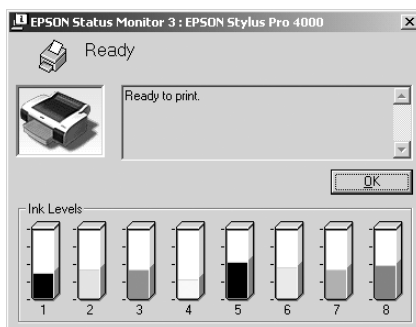 EPSON Status Monitor 3 : EPSON Stylus Pro 4000
Ready
Ready to print.
OK
Ink Levels
1 2 3 4 5 6 7 8